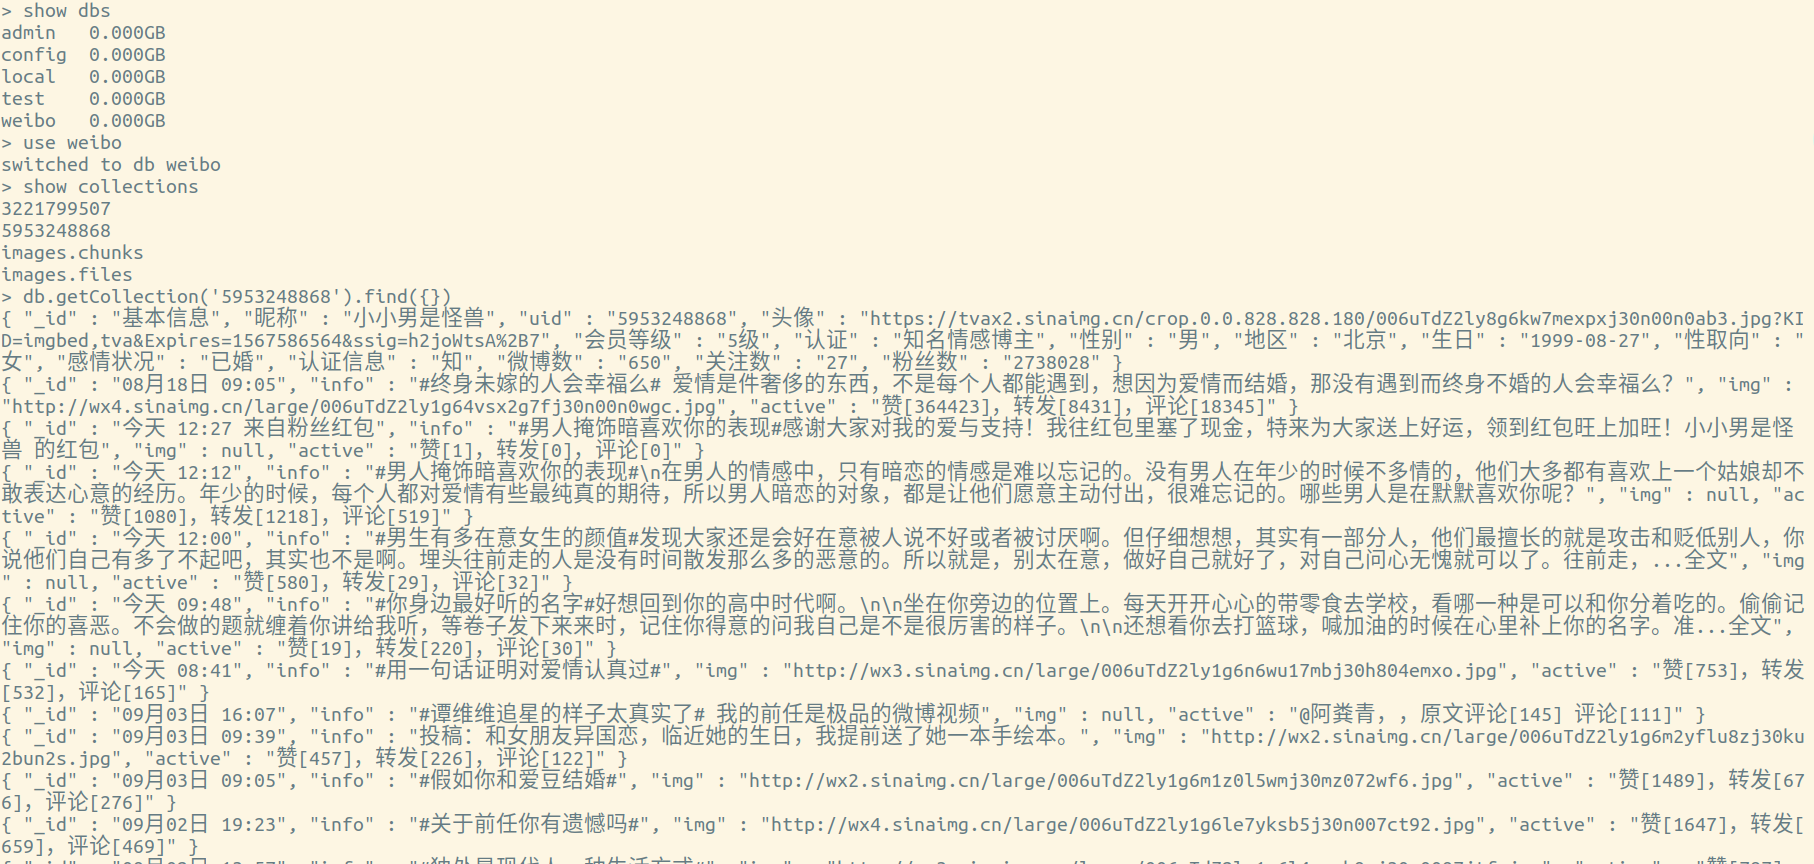 > show dbs
admin   0.000GB
config  0.000GB
local   0.000GB
test    0.000GB
weibo   0.000GB
> use weibo
switched to db weibo
> show collections
3221799507
5953248868
images.chunks
images.files
> db.getCollection('5953248868').find({})
{ "_id" : "基本信息", "昵称" : "小小男是怪兽", "uid" : "5953248868", "头像" : "https://tvax2.sinaimg.cn/crop.0.0.828.828.180/006uTdZ2ly8g6kw7mexpxj30n00n0ab3.jpg?KI
D=imgbed,tva&Expires=1567586564&ssig=h2joWtsA%2B7", "会员等级" : "5级", "认证" : "知名情感博主", "性别" : "男", "地区" : "北京", "生日" : "1999-08-27", "性取向" : "
女", "感情状况" : "已婚", "认证信息" : "知", "微博数" : "650", "关注数" : "27", "粉丝数" : "2738028" }
{ "_id" : "08月18日 09:05", "info" : "#终身未嫁的人会幸福么# 爱情是件奢侈的东西，不是每个人都能遇到，想因为爱情而结婚，那没有遇到而终身不婚的人会幸福么？", "img" :
"http://wx4.sinaimg.cn/large/006uTdZ2ly1g64vsx2g7fj30n00n0wgc.jpg", "active" : "赞[364423]，转发[8431]，评论[18345]" }
{ "_id" : "今天 12:27 来自粉丝红包", "info" : "#男人掩饰暗喜欢你的表现#感谢大家对我的爱与支持！我往红包里塞了现金，特来为大家送上好运，领到红包旺上加旺！小小男是怪
兽 的红包", "img" : null, "active" : "赞[1]，转发[0]，评论[0]" }
{ "_id" : "今天 12:12", "info" : "#男人掩饰暗喜欢你的表现#\n在男人的情感中，只有暗恋的情感是难以忘记的。没有男人在年少的时候不多情的，他们大多都有喜欢上一个姑娘却不
敢表达心意的经历。年少的时候，每个人都对爱情有些最纯真的期待，所以男人暗恋的对象，都是让他们愿意主动付出，很难忘记的。哪些男人是在默默喜欢你呢？", "img" : null, "ac
tive" : "赞[1080]，转发[1218]，评论[519]" }
{ "_id" : "今天 12:00", "info" : "#男生有多在意女生的颜值#发现大家还是会好在意被人说不好或者被讨厌啊。但仔细想想，其实有一部分人，他们最擅长的就是攻击和贬低别人，你
说他们自己有多了不起吧，其实也不是啊。埋头往前走的人是没有时间散发那么多的恶意的。所以就是，别太在意，做好自己就好了，对自己问心无愧就可以了。往前走，...全文", "img
" : null, "active" : "赞[580]，转发[29]，评论[32]" }
{ "_id" : "今天 09:48", "info" : "#你身边最好听的名字#好想回到你的高中时代啊。\n\n坐在你旁边的位置上。每天开开心心的带零食去学校，看哪一种是可以和你分着吃的。偷偷记
住你的喜恶。不会做的题就缠着你讲给我听，等卷子发下来来时，记住你得意的问我自己是不是很厉害的样子。\n\n还想看你去打篮球，喊加油的时候在心里补上你的名字。准...全文",
"img" : null, "active" : "赞[19]，转发[220]，评论[30]" }
{ "_id" : "今天 08:41", "info" : "#用一句话证明对爱情认真过#", "img" : "http://wx3.sinaimg.cn/large/006uTdZ2ly1g6n6wu17mbj30h804emxo.jpg", "active" : "赞[753]，转发
[532]，评论[165]" }
{ "_id" : "09月03日 16:07", "info" : "#谭维维追星的样子太真实了# 我的前任是极品的微博视频", "img" : null, "active" : "@阿粪青，，原文评论[145] 评论[111]" }
{ "_id" : "09月03日 09:39", "info" : "投稿：和女朋友异国恋，临近她的生日，我提前送了她一本手绘本。", "img" : "http://wx2.sinaimg.cn/large/006uTdZ2ly1g6m2yflu8zj30ku
2bun2s.jpg", "active" : "赞[457]，转发[226]，评论[122]" }
{ "_id" : "09月03日 09:05", "info" : "#假如你和爱豆结婚#", "img" : "http://wx2.sinaimg.cn/large/006uTdZ2ly1g6m1z0l5wmj30mz072wf6.jpg", "active" : "赞[1489]，转发[67
6]，评论[276]" }
{ "_id" : "09月02日 19:23", "info" : "#关于前任你有遗憾吗#", "img" : "http://wx4.sinaimg.cn/large/006uTdZ2ly1g6le7yksb5j30n007ct92.jpg", "active" : "赞[1647]，转发[
659]，评论[469]" }